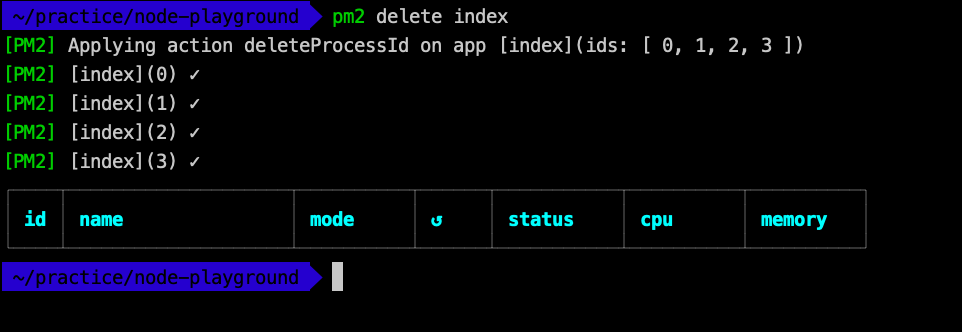 ~/practice/node-playground pm2 delete index
[PM2] Applying action deleteProcessId on app [index](ids: [ 0, 1, 2, 3 ])
[PM2] [index](0) ✓
[PM2] [index](1) ✓
[PM2] [index](2) ✓
[PM2] [index](3) ✓
id name mode ↺ status cpu memory
~/practice/node-playground